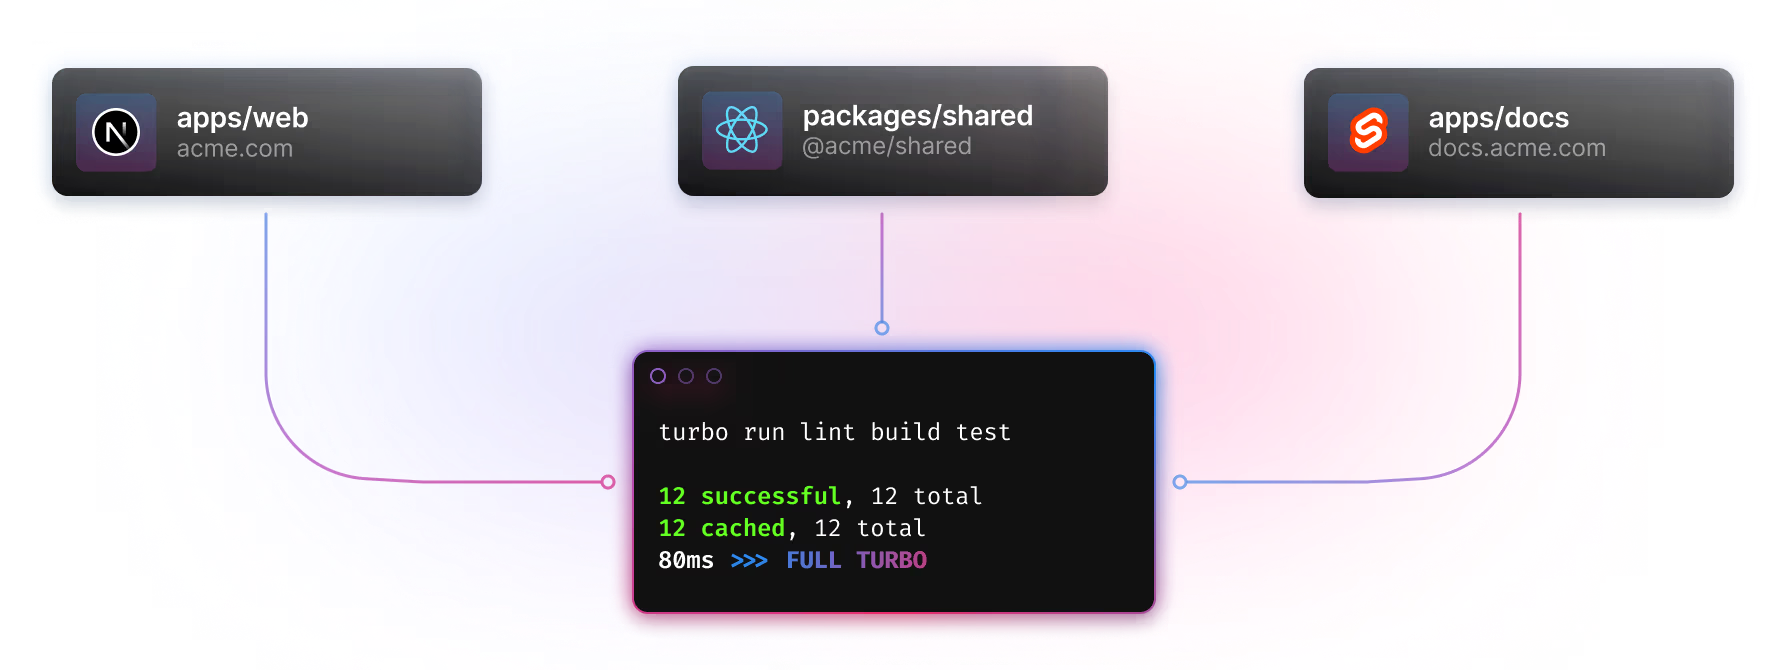 apps/web
acme.com
packages/shared
@acme/shared
apps/docs
docs.acme.com
turbo run lint build test
12 successful, 12 total
12 cached, 12 total
80ms >>> FULL TURBO